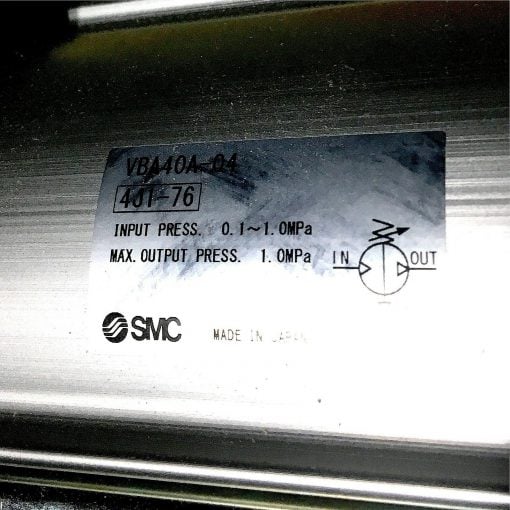 VBA40A-04
4J1-76
INPUT PRESS. 0.1~1.0MPa
MAX. OUTPUT PRESS. 1.0MPa
IN OUT
SMC
MADE IN JAPAN